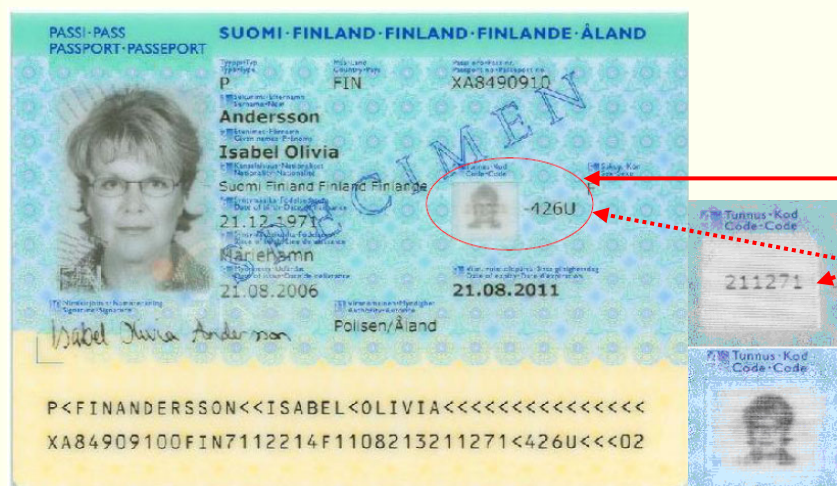 PASSI·PASS
PASSPORT·PASSEPORT
SUOMI·FINLAND·FINLAND·FINLANDE·ÅLAND
P
FIN
XA8490910
Andersson
Isabel Olivia
Suomi Finland Finland Finlande
21.12.1971
Mariehamn
21.08.2006
21.08.2011
Polisen/Åland
-426U
SPECIMEN
Isabel Olivia Andersson
P<FINANDERSSON<<ISABEL<OLIVIA<<<<<<<<<<<<<<<
XA84909100FIN7112214F1108213211271<426U<<<02
Tunnus·Kod
Code·Code
211271
Tunnus·Kod
Code·Code